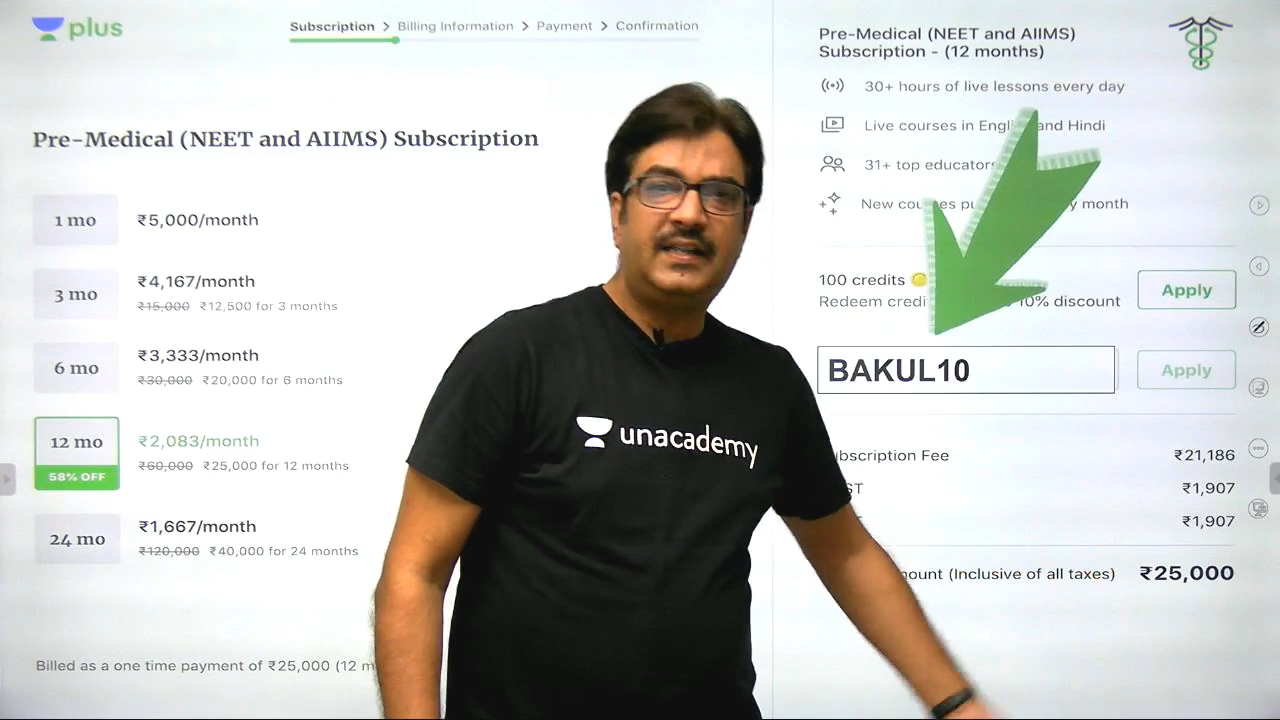 plus
Subscription > Billing Information > Payment > Confirmation
Pre-Medical (NEET and AIIMS) Subscription
1 mo ₹5,000/month
3 mo ₹4,167/month
₹15,000 ₹12,500 for 3 months
6 mo ₹3,333/month
₹30,000 ₹20,000 for 6 months
12 mo ₹2,083/month
58% OFF ₹60,000 ₹25,000 for 12 months
24 mo ₹1,667/month
₹120,000 ₹40,000 for 24 months
Billed as a one time payment of ₹25,000 (12 m
unacademy
Pre-Medical (NEET and AIIMS)
Subscription - (12 months)
30+ hours of live lessons every day
Live courses in and Hindi
31+ top educators
New month
100 credits
Redeem 10% discount
Apply
BAKUL10
Apply
Fee ₹21,186
₹1,907
₹1,907
(Inclusive of all taxes) ₹25,000